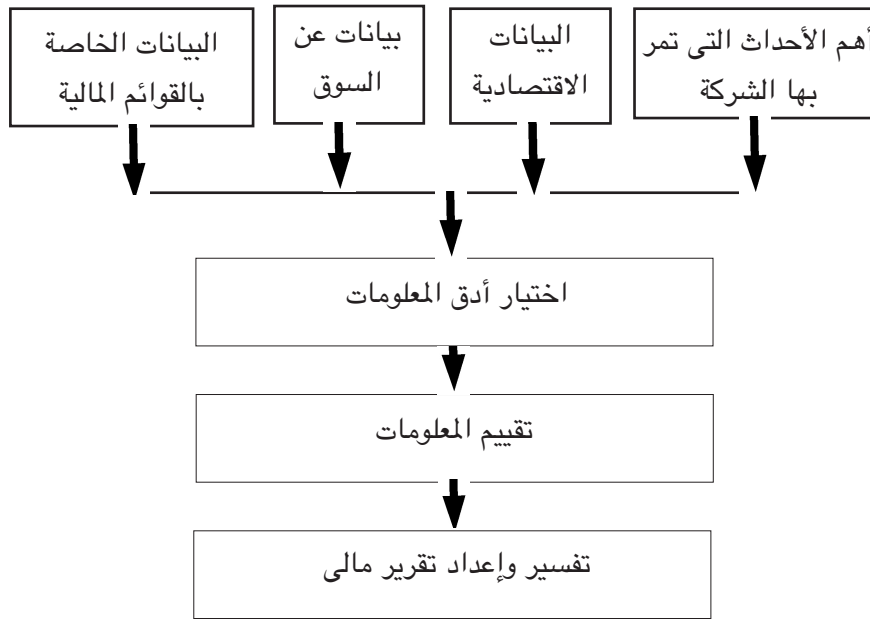 أهم الأحداث التى تمر
بها الشركة
البيانات
الاقتصادية
بيانات عن
السوق
البيانات الخاصة
بالقوائم المالية
اختيار أدق المعلومات
تقييم المعلومات
تفسير وإعداد تقرير مالى